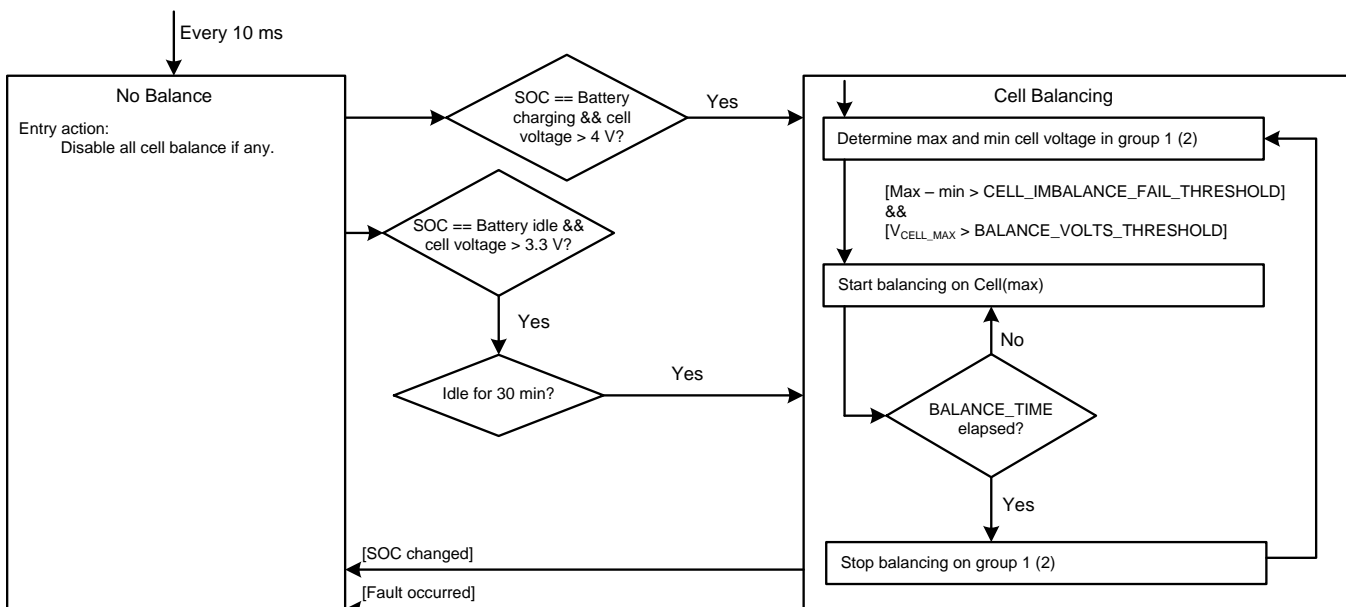 Every 10 ms
No Balance
Entry action:
Disable all cell balance if any.
SOC == Battery
charging && cell
voltage > 4 V?
Yes
SOC == Battery idle &&
cell voltage > 3.3 V?
Yes
Idle for 30 min?
Yes
[SOC changed]
[Fault occurred]
Cell Balancing
Determine max and min cell voltage in group 1 (2)
[Max – min > CELL_IMBALANCE_FAIL_THRESHOLD]
&&
[VCELL_MAX > BALANCE_VOLTS_THRESHOLD]
Start balancing on Cell(max)
No
BALANCE_TIME
elapsed?
Yes
Stop balancing on group 1 (2)